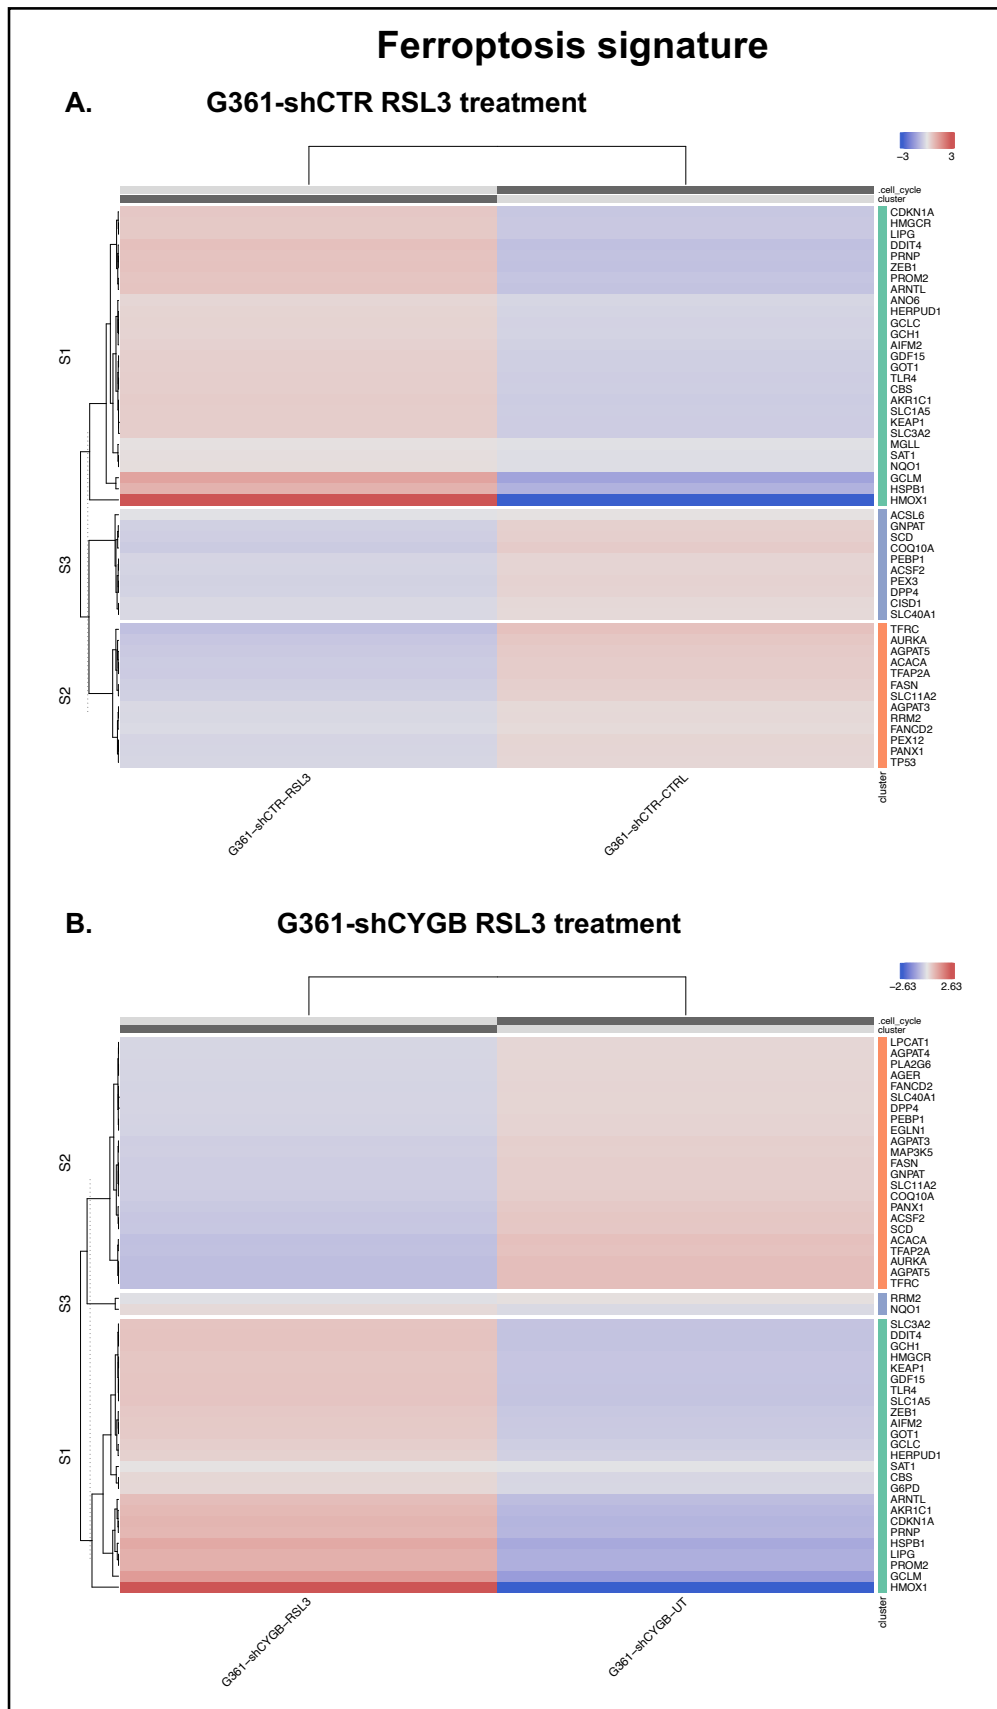 Ferroptosis signature
A. G361-shCTR RSL3 treatment
−3 3
.cell_cycle
cluster
S1
CDKN1A
HMGCR
LIPG
DDIT4
PRNP
ZEB1
PROM2
ARNTL
ANO6
HERPUD1
GCLC
GCH1
AIFM2
GDF15
GOT1
TLR4
CBS
AKR1C1
SLC1A5
KEAP1
SLC3A2
MGLL
SAT1
NQO1
GCLM
HSPB1
HMOX1
S3
ACSL6
GNPAT
SCD
COQ10A
PEBP1
ACSF2
PEX3
DPP4
CISD1
SLC40A1
S2
TFRC
AURKA
AGPAT5
ACACA
TFAP2A
FASN
SLC11A2
AGPAT3
RRM2
FANCD2
PEX12
PANX1
TP53
cluster
G361−shCTR−RSL3
G361−shCTR−CTRL
B. G361-shCYGB RSL3 treatment
−2.63 2.63
.cell_cycle
cluster
S2
LPCAT1
AGPAT4
PLA2G6
AGER
FANCD2
SLC40A1
DPP4
PEBP1
EGLN1
AGPAT3
MAP3K5
FASN
GNPAT
SLC11A2
COQ10A
PANX1
ACSF2
SCD
ACACA
TFAP2A
AURKA
AGPAT5
TFRC
S3
RRM2
NQO1
S1
SLC3A2
DDIT4
GCH1
HMGCR
KEAP1
GDF15
TLR4
SLC1A5
ZEB1
AIFM2
GOT1
GCLC
HERPUD1
SAT1
CBS
G6PD
ARNTL
AKR1C1
CDKN1A
PRNP
HSPB1
LIPG
PROM2
GCLM
HMOX1
cluster
G361−shCYGB−RSL3
G361−shCYGB−UT